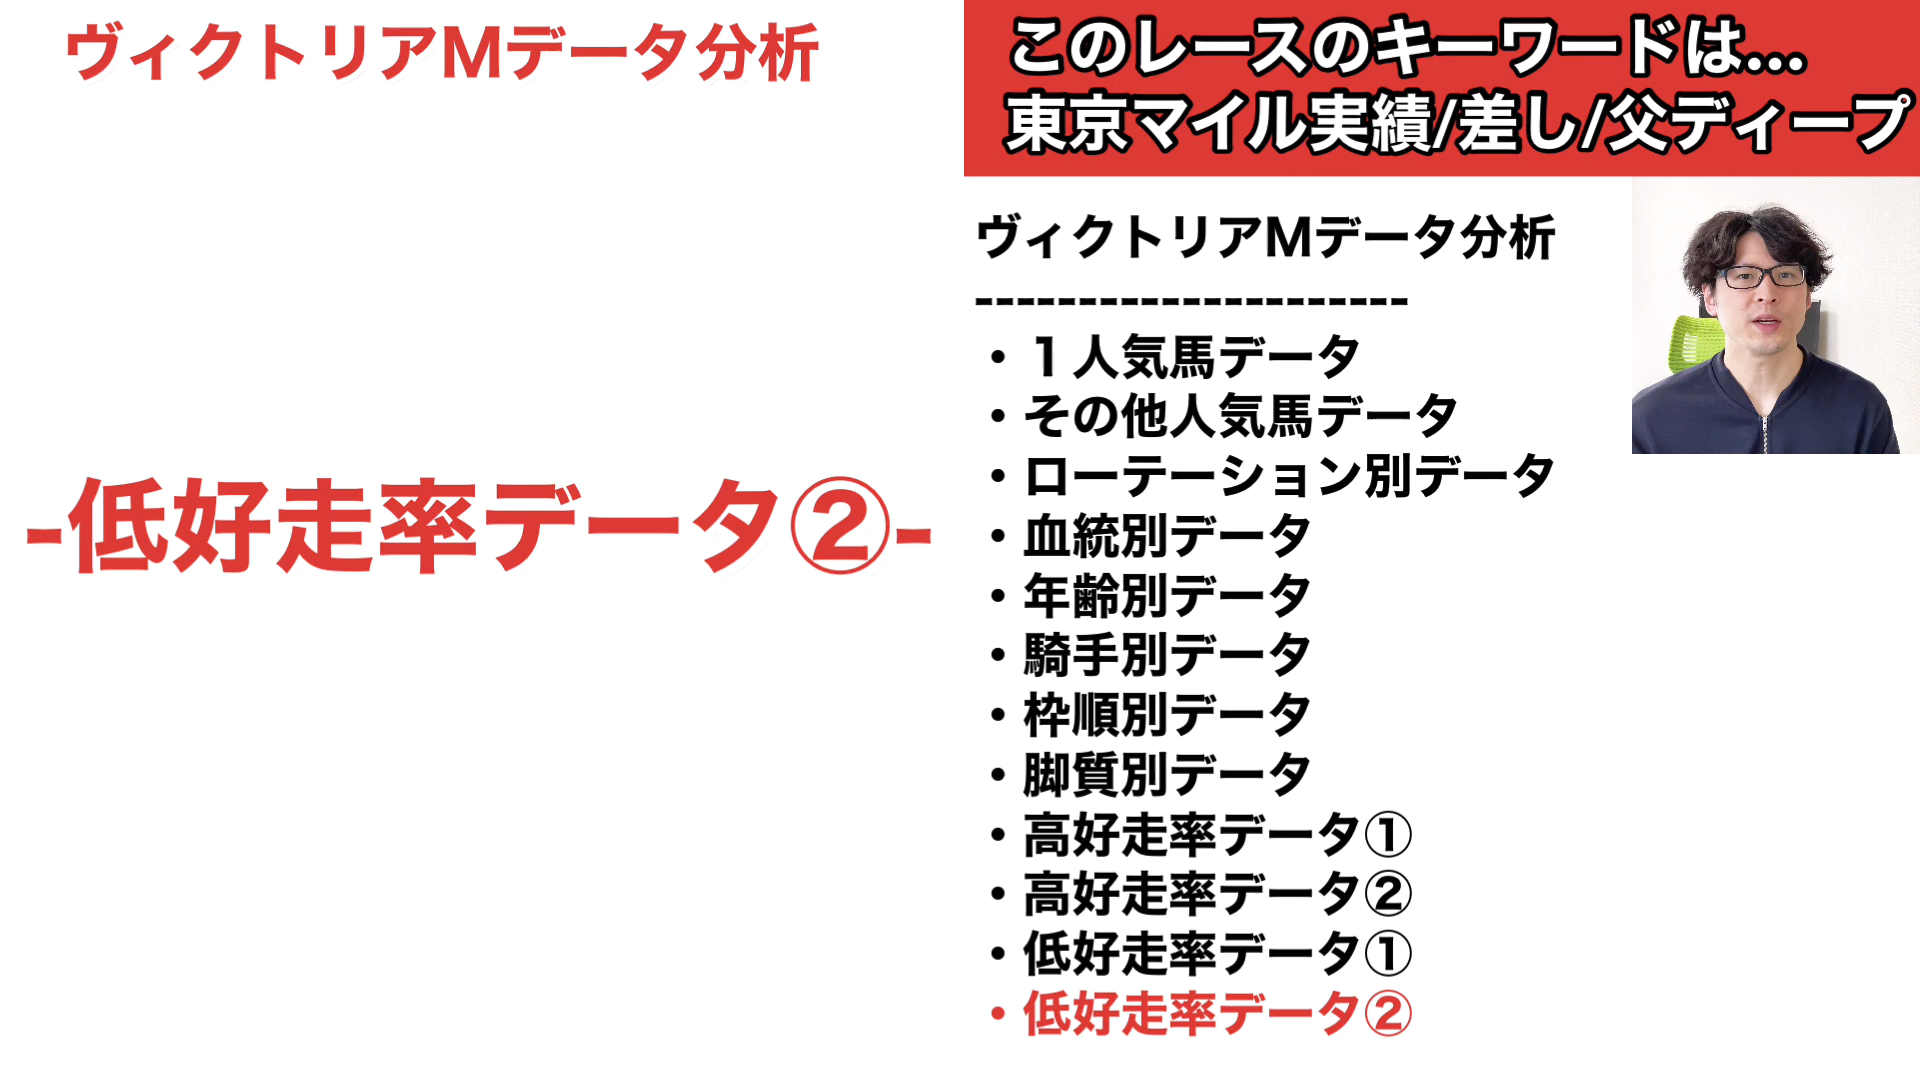 ヴィクトリアMデータ分析
-低好走率データ②-
このレースのキーワードは...
東京マイル実績/差し/父ディープ
ヴィクトリアMデータ分析
---------------------
・１人気馬データ
・その他人気馬データ
・ローテーション別データ
・血統別データ
・年齢別データ
・騎手別データ
・枠順別データ
・脚質別データ
・高好走率データ①
・高好走率データ②
・低好走率データ①
・低好走率データ②